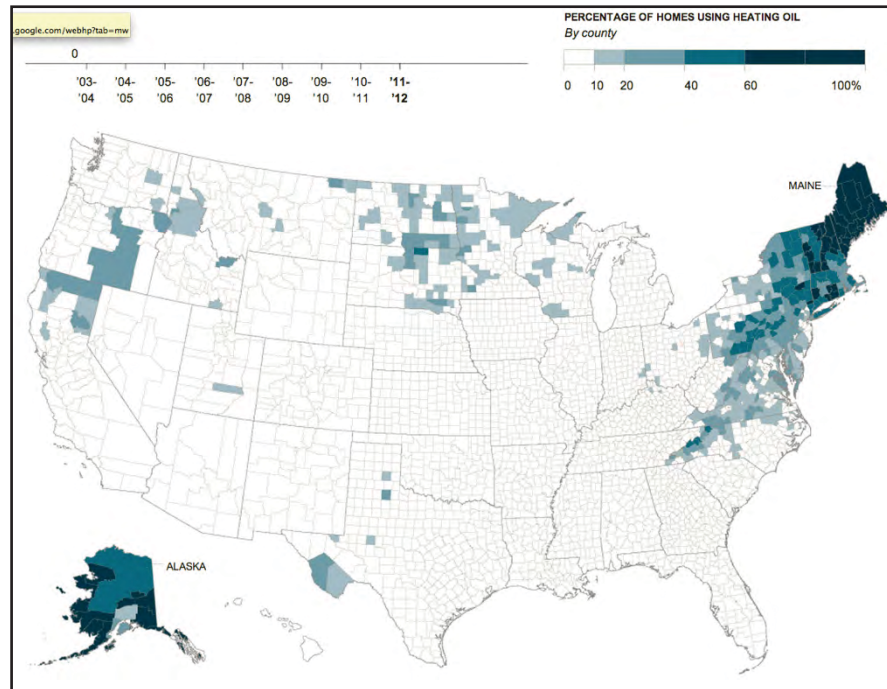 .google.com/webhp?tab=mw
0
'03- '04- '05- '06- '07- '08- '09- '10- '11-
'04 '05 '06 '07 '08 '09 '10 '11 '12
PERCENTAGE OF HOMES USING HEATING OIL
By county
0 10 20 40 60 100%
MAINE
ALASKA